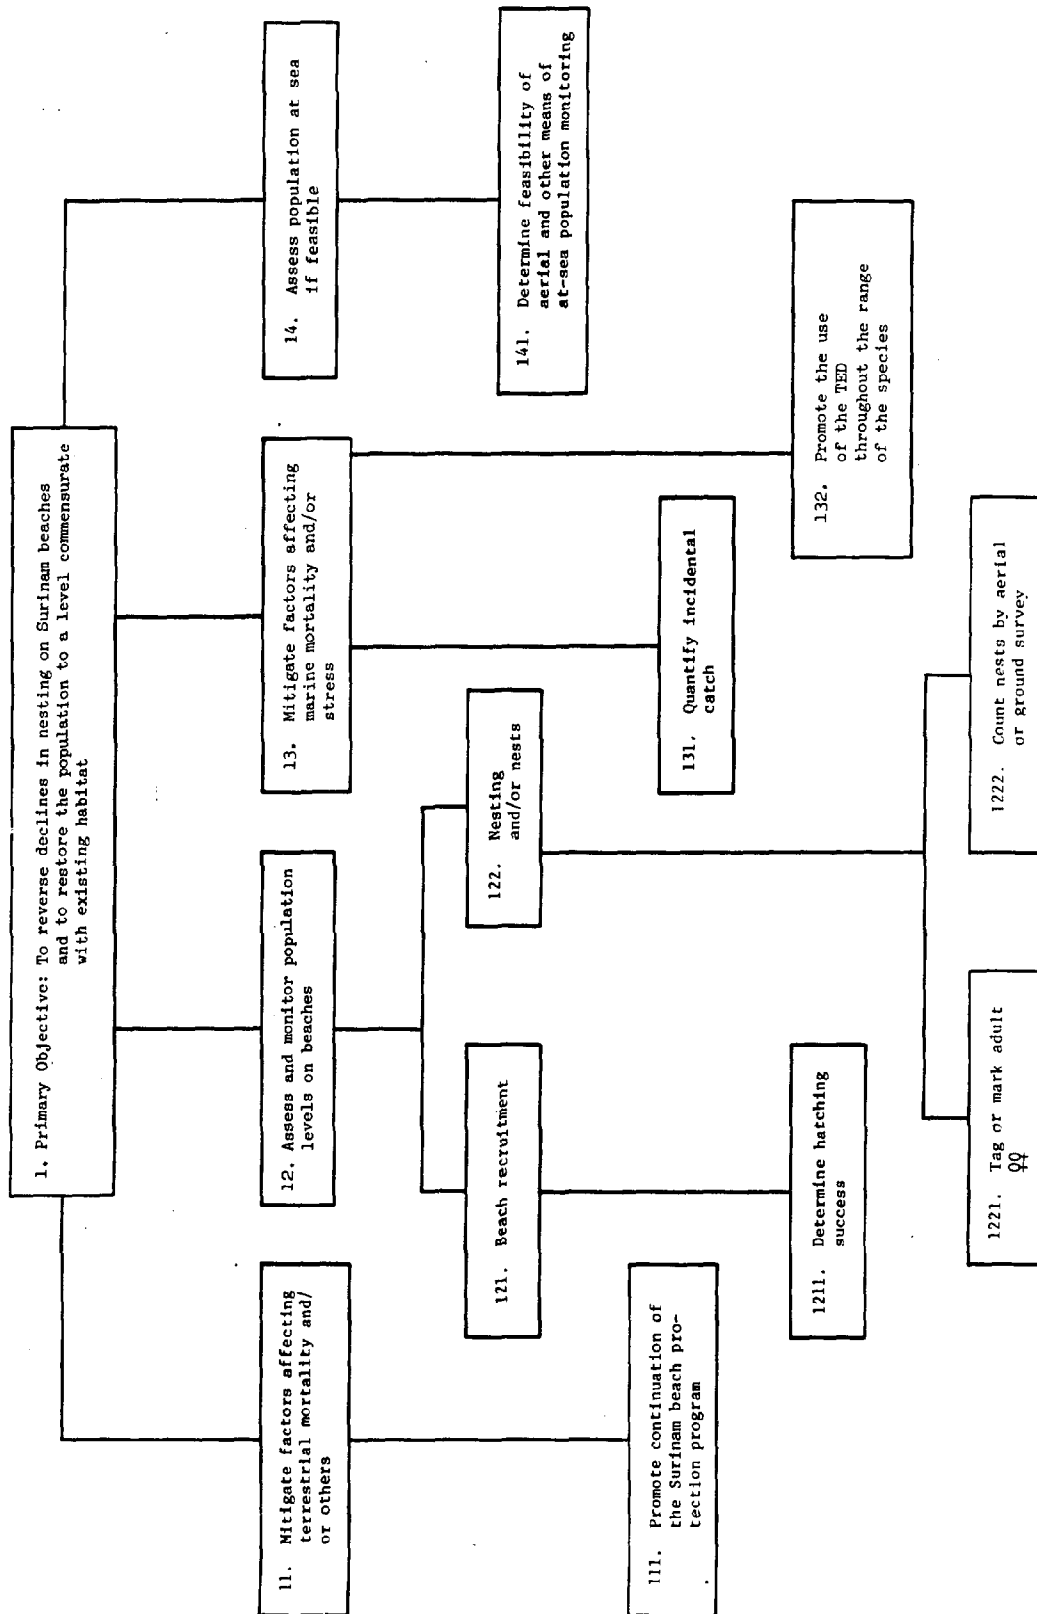 1. Primary Objective: To reverse declines in nesting on Surinam beaches
and to restore the population to a level commensurate
with existing habitat
11. Mitigate factors affecting
terrestrial mortality and/
or others
12. Assess and monitor population
levels on beaches
13. Mitigate factors affecting
marine mortality and/or
stress
14. Assess population at sea
if feasible
111. Promote continuation of
the Surinam beach pro-
tection program
121. Beach recruitment
122. Nesting
and/or nests
131. Quantify incidental
catch
132. Promote the use
of the TED
throughout the range
of the species
141. Determine feasibility of
aerial and other means of
at-sea population monitoring
1211. Determine hatching
success
1221. Tag or mark adult
♀♀
1222. Count nests by aerial
or ground survey